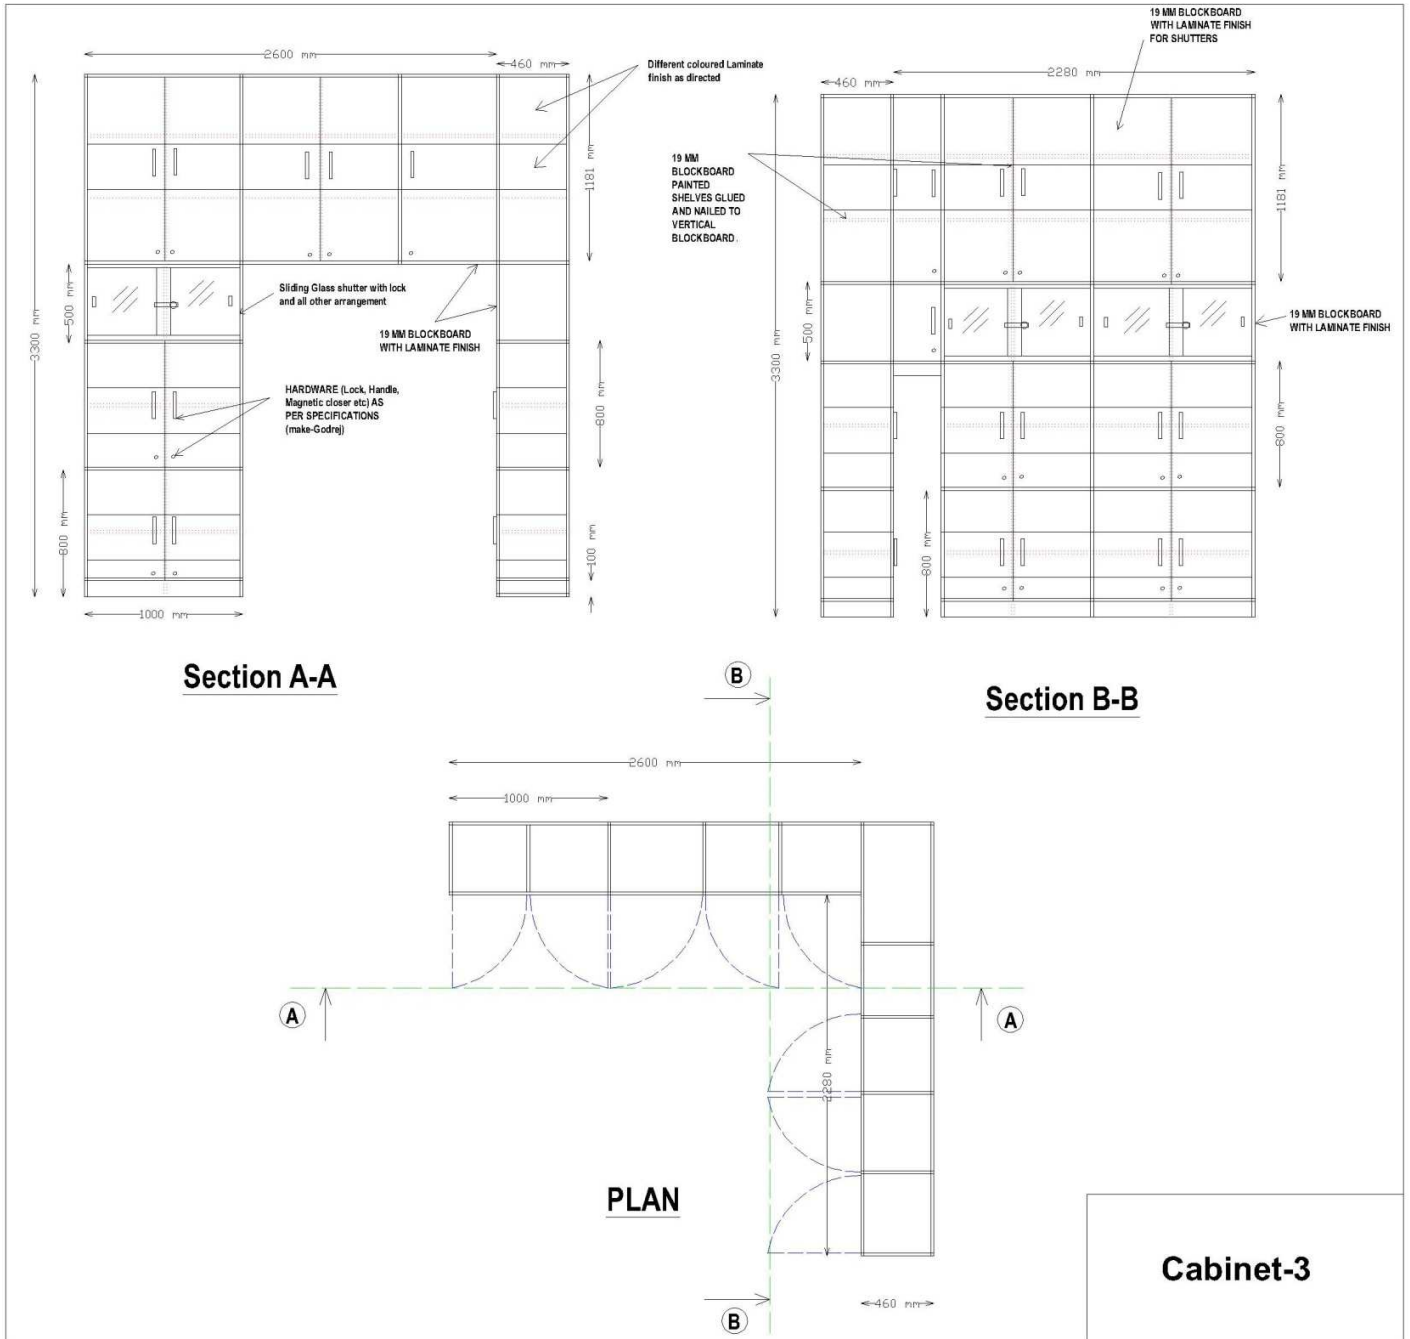 2600 mm
460 mm
Different coloured Laminate
finish as directed
3300 mm
1181 mm
500 mm
Sliding Glass shutter with lock
and all other arrangement
19 MM BLOCKBOARD
WITH LAMINATE FINISH
HARDWARE (Lock, Handle,
Magnetic closer etc) AS
PER SPECIFICATIONS
(make-Godrej)
800 mm
800 mm
100 mm
1000 mm
Section A-A
19 MM BLOCKBOARD
WITH LAMINATE FINISH
FOR SHUTTERS
460 mm
2280 mm
19 MM
BLOCKBOARD
PAINTED
SHELVES GLUED
AND NAILED TO
VERTICAL
BLOCKBOARD.
1181 mm
3300 mm
500 mm
19 MM BLOCKBOARD
WITH LAMINATE FINISH
800 mm
800 mm
Section B-B
B
2600 mm
1000 mm
A
A
2280 mm
PLAN
460 mm
B
Cabinet-3